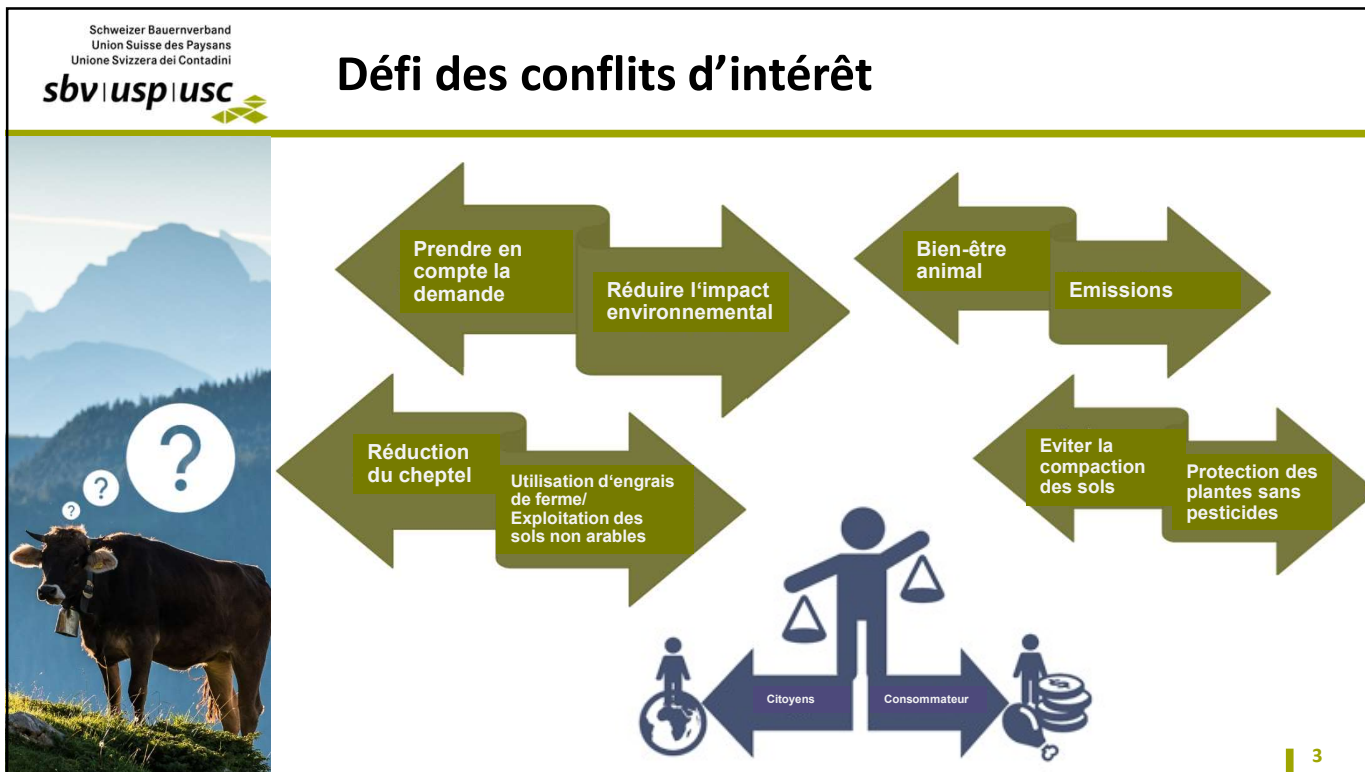 Schweizer Bauernverband
Union Suisse des Paysans
Unione Svizzera dei Contadini
sbv|usp|usc
Défi des conflits d’intérêt
Prendre en
compte la
demande
Réduire l‘impact
environnemental
Bien-être
animal
Emissions
Réduction
du cheptel
Utilisation d‘engrais
de ferme/
Exploitation des
sols non arables
Eviter la
compaction
des sols
Protection des
plantes sans
pesticides
?
?
?
Citoyens
Consommateur
3